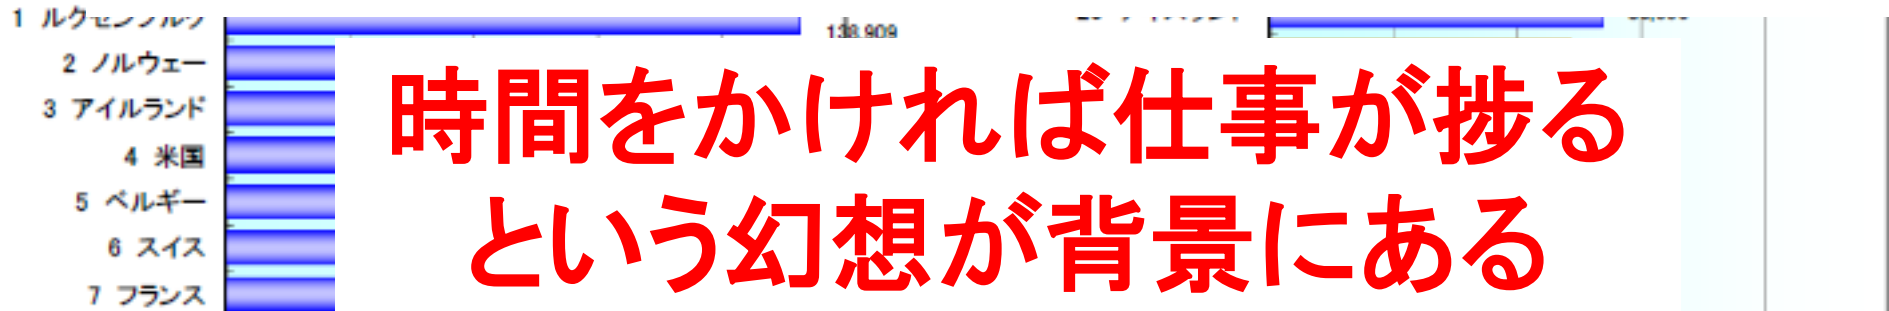 1 ルクセンブルク
138,909
2 ノルウェー
3 アイルランド
4 米国
5 ベルギー
6 スイス
7 フランス
時間をかければ仕事が捗る
という幻想が背景にある